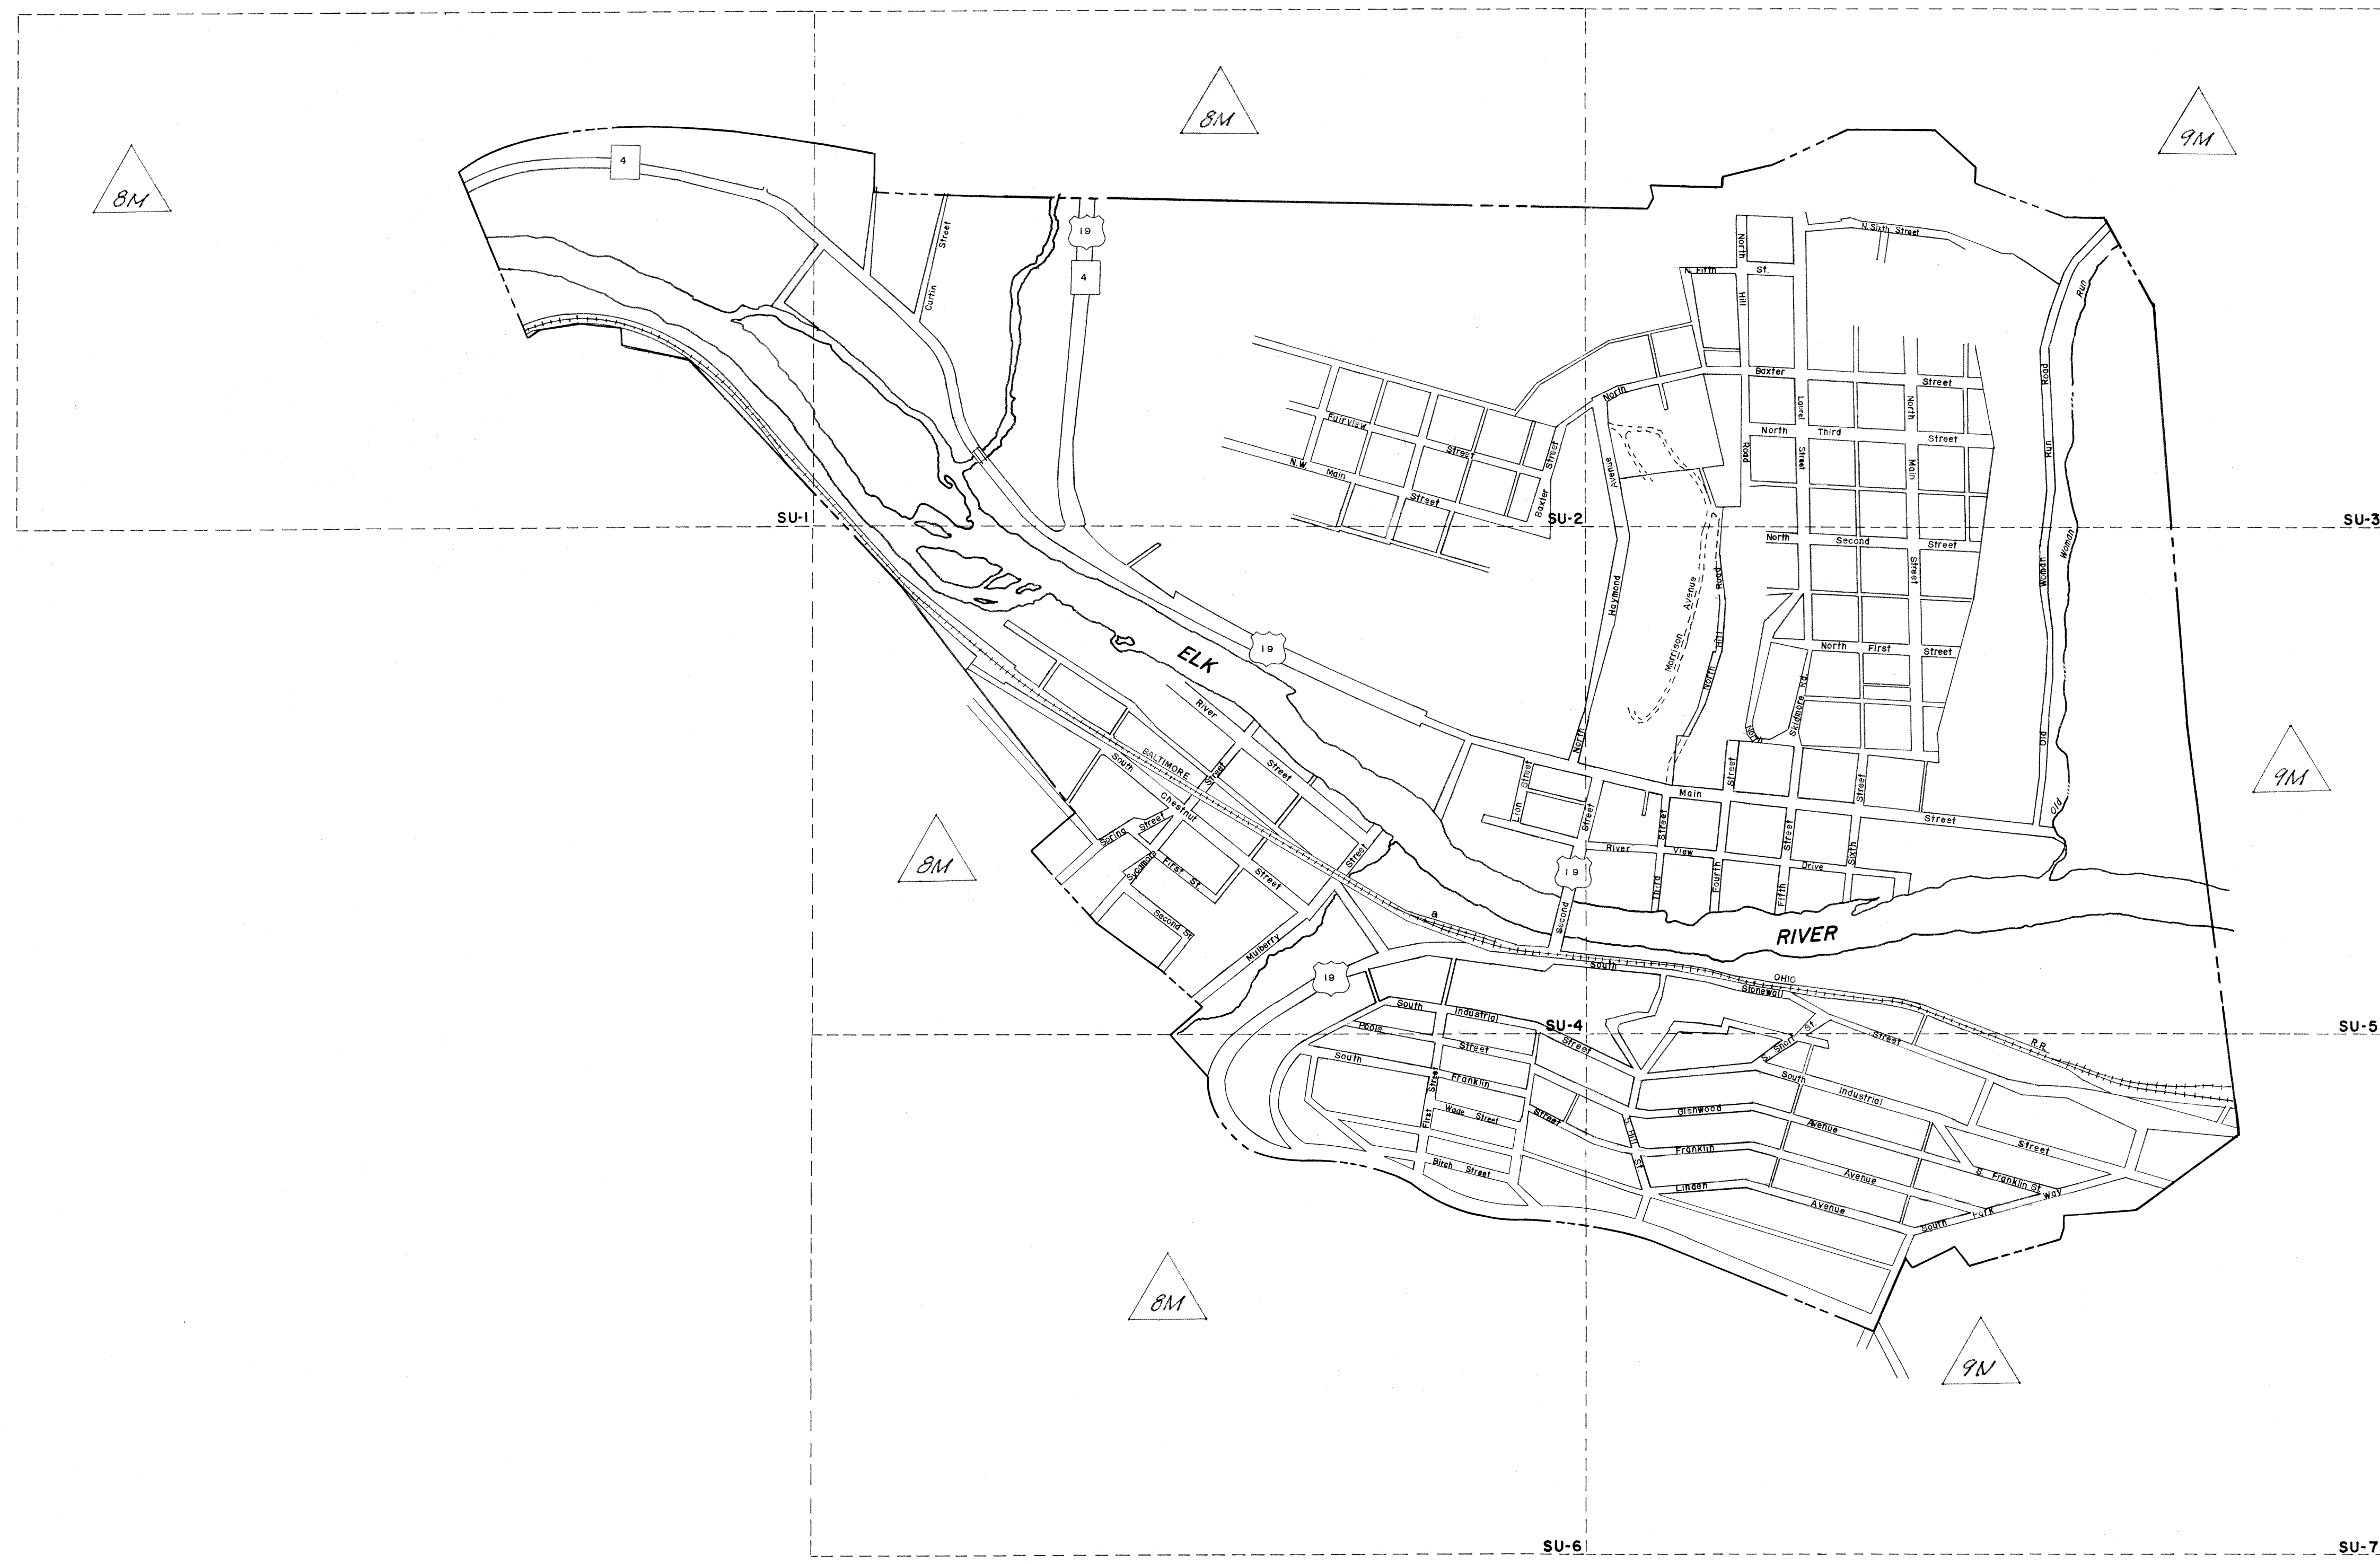 8M
8M
9M
4
19
4
Curtin Street
N. Sixth Street
N. Fifth St.
North Hill Road
Baxter Street
North
Laurel Street
North Main Street
Fairview Street
N.W. Main Street
Baxter Street
North Third Street
Old Woman Run Road
Old Woman Run
SU-1
SU-2
SU-3
North Second Street
North Haymond Avenue
Morrison Avenue
North Hill Road
North First Street
Skidmore Rd.
North
ELK
19
River Street
BALTIMORE
South Chestnut Street
Street
Spring Street
Sycamore
First St.
Second St.
Mulberry Street
8M
9M
Lion Street
Main Street
Street
Street
River View Drive
Second Street
19
Third Street
Fourth
Fifth Street
Sixth
RIVER
a
OHIO
R.R.
19
South Stonewall Street
South Industrial Street
SU-4
SU-5
Poole Street
S. Short St.
South Franklin Street
First Street
Wade Street
Birch Street
South Industrial Street
Glenwood Avenue
S. Hill St.
Franklin Avenue
Linden Avenue
S. Franklin St.
South Park Way
8M
9N
SU-6
SU-7